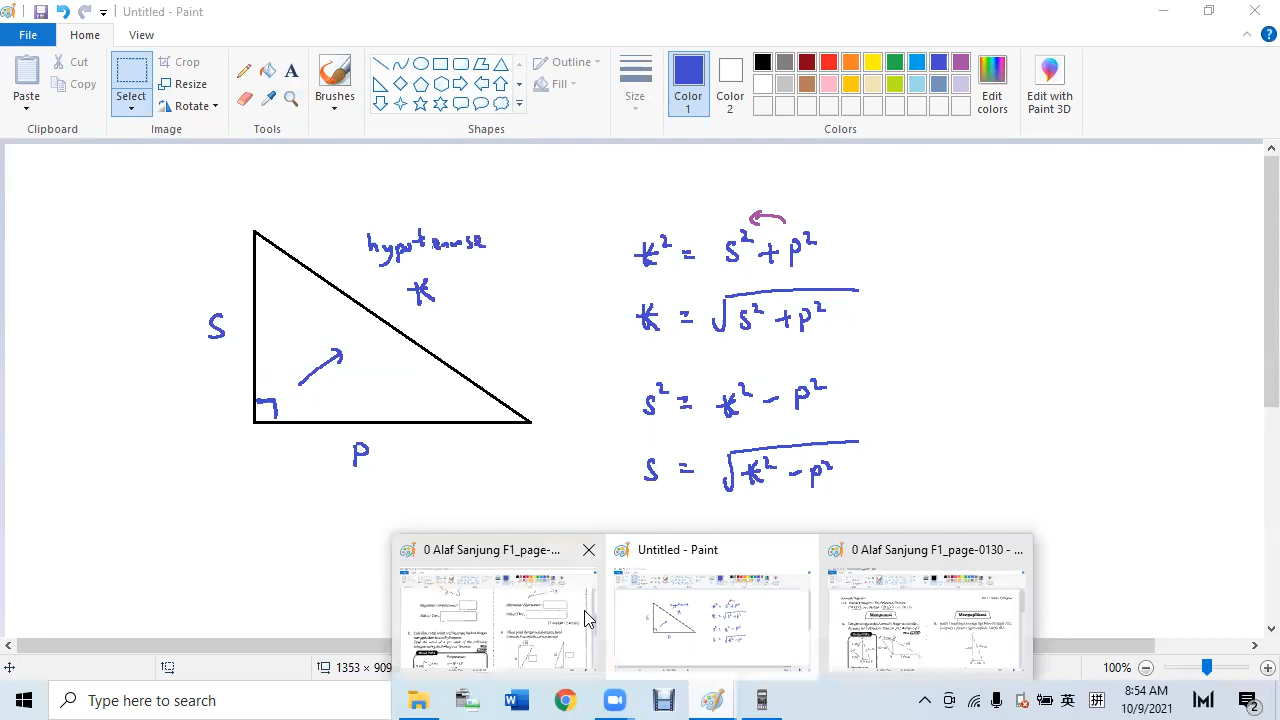 Untitled - Paint
File Home View
Paste
Cut
Copy
Select
Crop
Resize
Rotate
Brushes
Outline
Fill
Size
Color 1
Color 2
Edit colors
Edit with Paint 3D
Clipboard Image Tools Shapes Colors
hypotenuse
K
S
P
K² = S² + P²
K = √S² + P²
S² = K² - P²
S = √K² - P²
0 Alaf Sanjung F1_page-...
Untitled - Paint
0 Alaf Sanjung F1_page-0130 - ...
1353 × 909
100%
Type here to search
英
拼
8:54 AM
10/9/2021
2